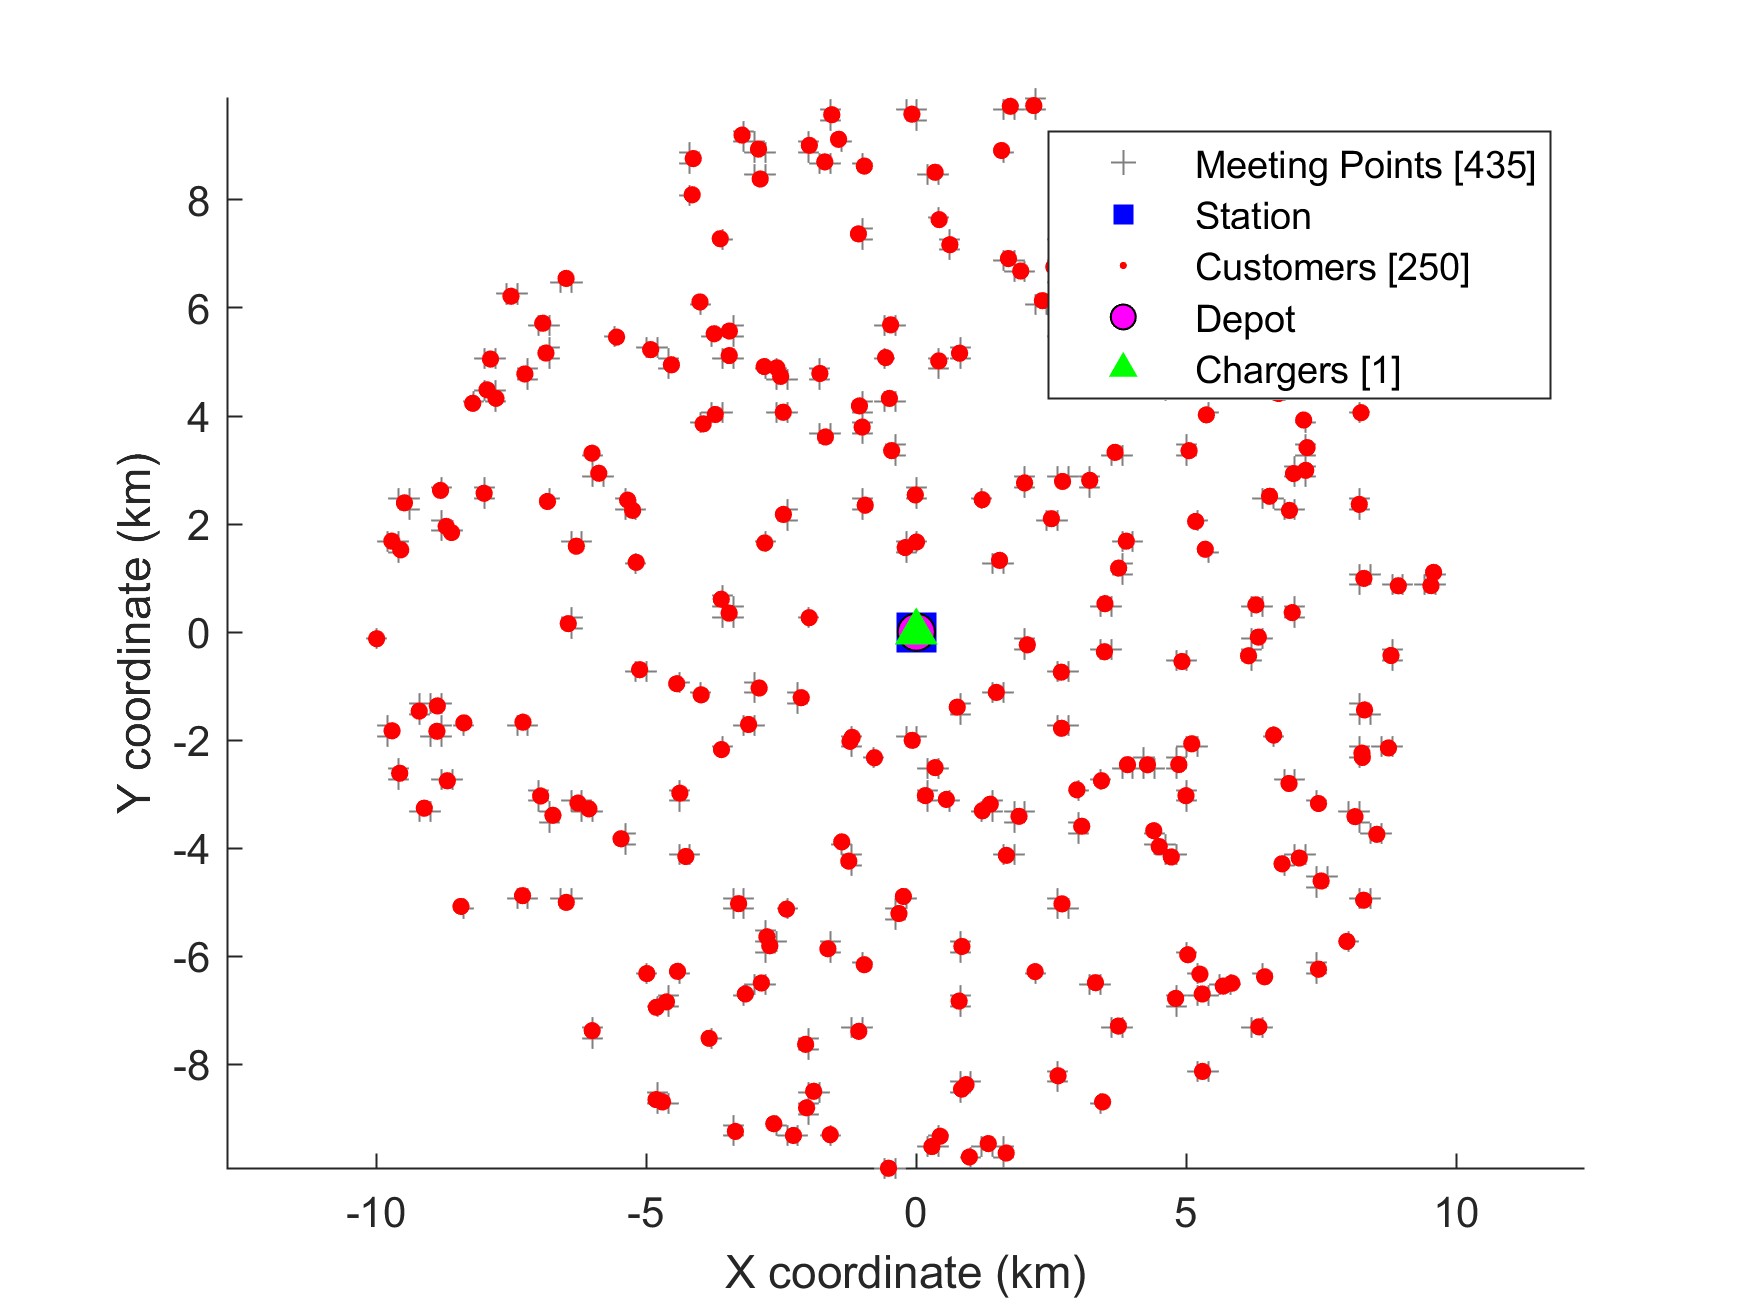 Meeting Points [435]
Station
Customers [250]
Depot
Chargers [1]
8
6
4
2
0
-2
-4
-6
-8
Y coordinate (km)
-10 -5 0 5 10
X coordinate (km)